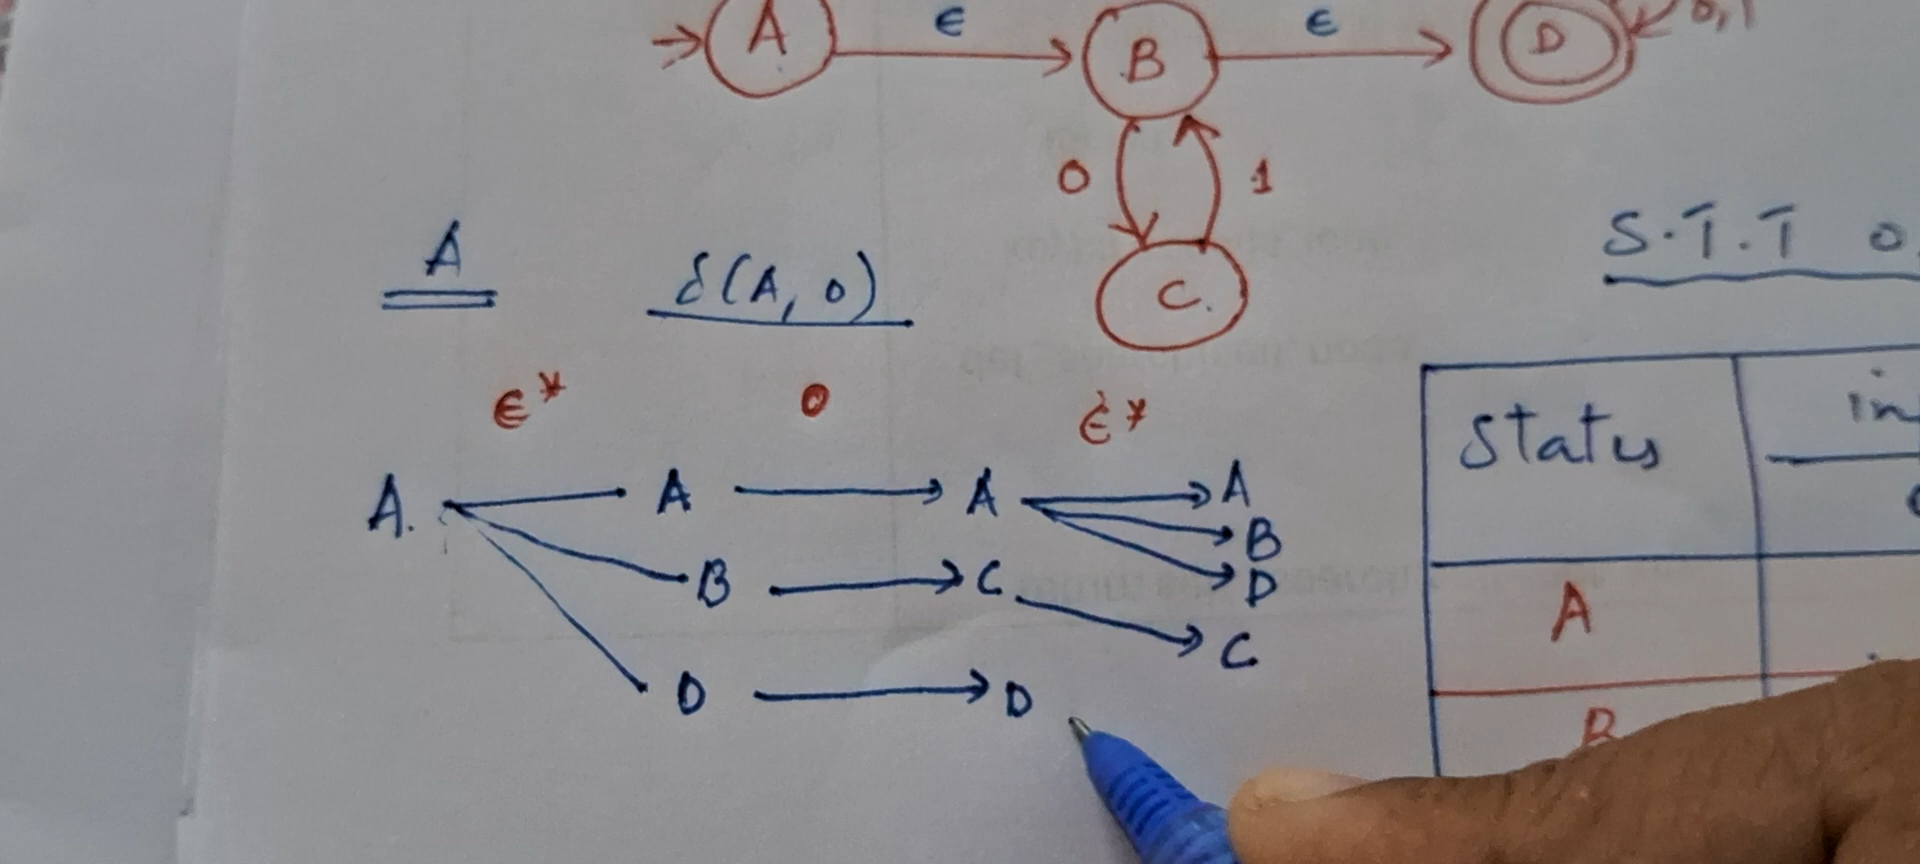 A ϵ B ϵ D 0,1
0 1
C.
A δ(A, 0)
S.T.T
ϵ* 0 ϵ*
status
A. A A A
B C B
D
C
D D
A
B